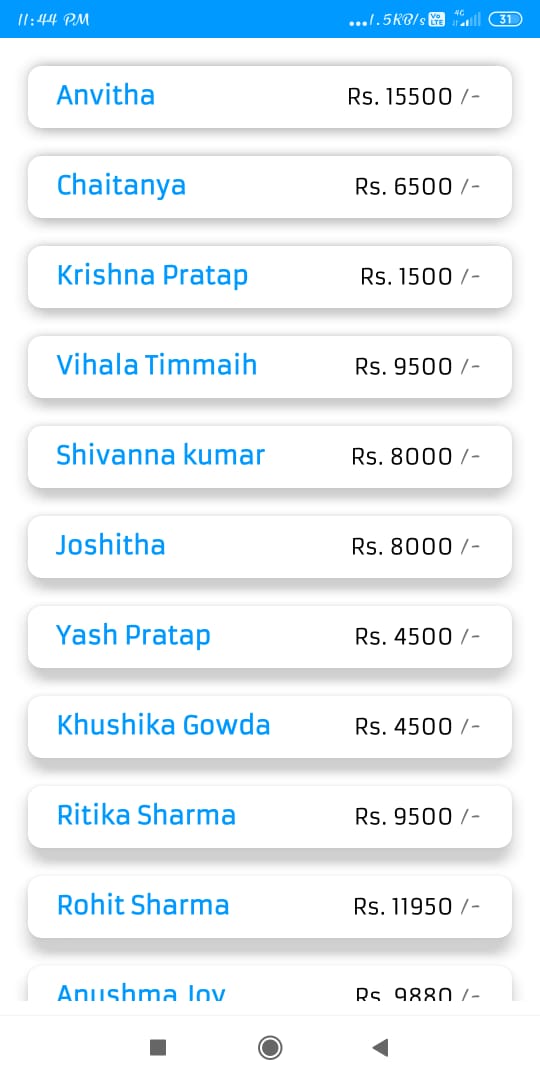 11:44 PM ...1.5KB/s Vo LTE 4G 31
Anvitha Rs. 15500 /-
Chaitanya Rs. 6500 /-
Krishna Pratap Rs. 1500 /-
Vihala Timmaih Rs. 9500 /-
Shivanna kumar Rs. 8000 /-
Joshitha Rs. 8000 /-
Yash Pratap Rs. 4500 /-
Khushika Gowda Rs. 4500 /-
Ritika Sharma Rs. 9500 /-
Rohit Sharma Rs. 11950 /-
Anushma Joy Rs. 9880 /-